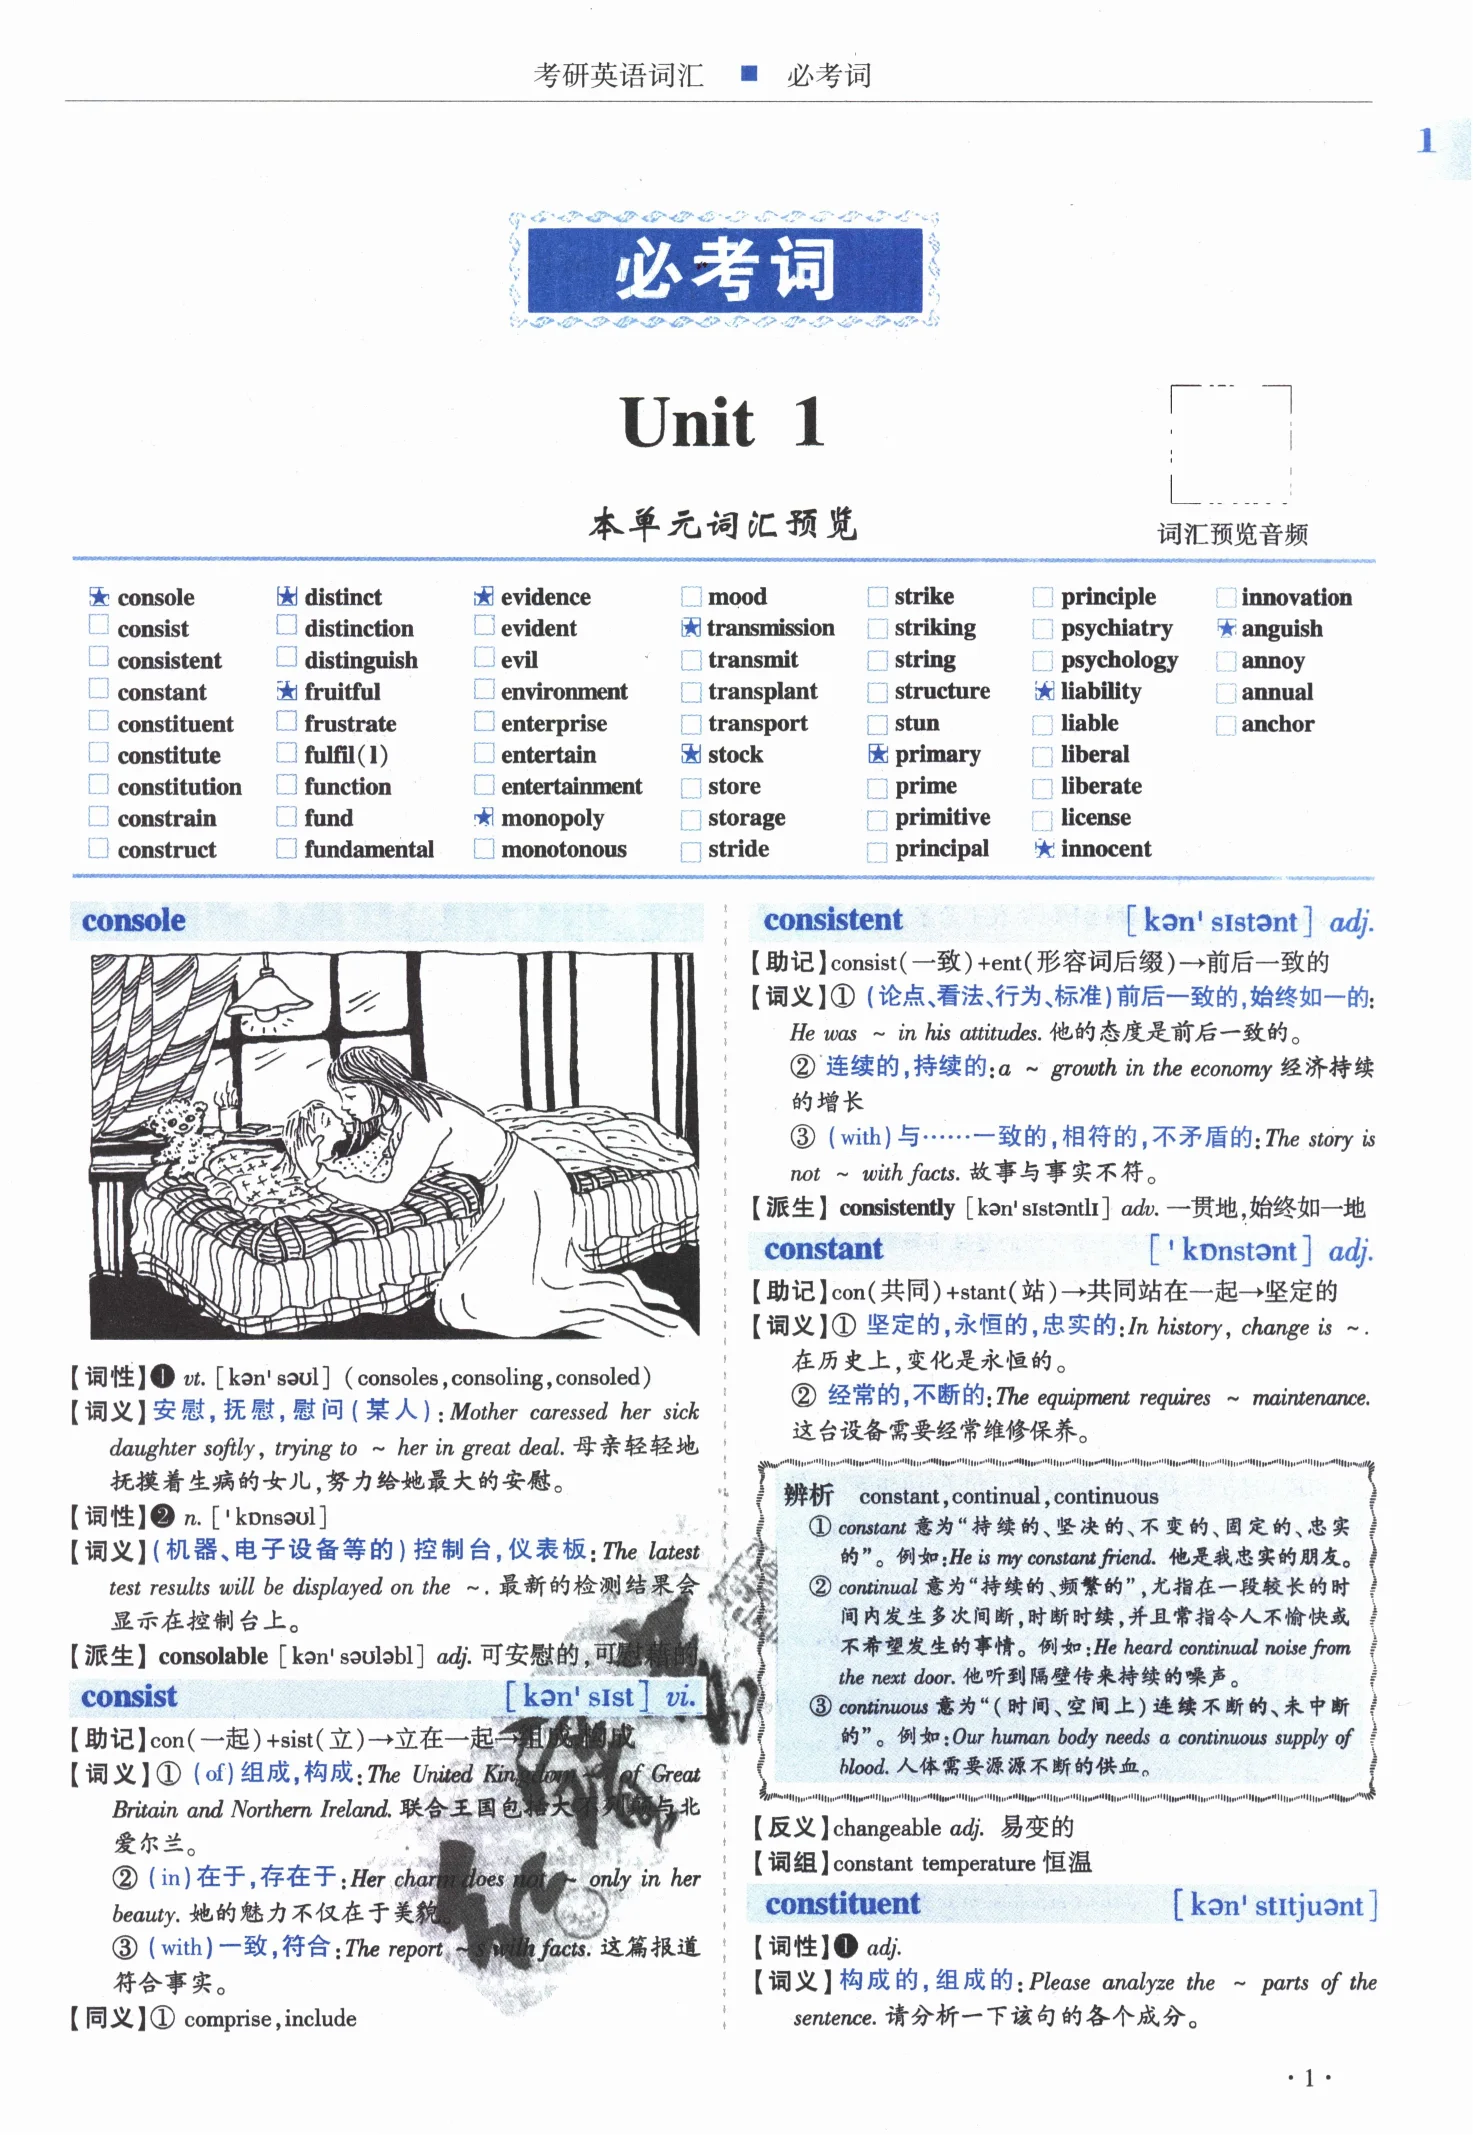 考研英语词汇 ■ 必考词
1
必考词
Unit 1
本单元词汇预览
词汇预览音频
console distinct evidence mood strike principle innovation
consist distinction evident transmission striking psychiatry anguish
consistent distinguish evil transmit string psychology annoy
constant fruitful environment transplant structure liability annual
constituent frustrate enterprise transport stun liable anchor
constitute fulfil(l) entertain stock primary liberal
constitution function entertainment store prime liberate
constrain fund monopoly storage primitive license
construct fundamental monotonous stride principal innocent
console
【词性】❶ vt. [kən'səʊl] (consoles,consoling,consoled)
【词义】安慰,抚慰,慰问(某人):Mother caressed her sick
daughter softly, trying to ~ her in great deal. 母亲轻轻地
抚摸着生病的女儿,努力给她最大的安慰。
【词性】❷ n. ['kɒnsəʊl]
【词义】(机器、电子设备等的)控制台,仪表板:The latest
test results will be displayed on the ~. 最新的检测结果会
显示在控制台上。
【派生】consolable [kən'səʊləbl] adj. 可安慰的,可慰藉的
consist [kən'sɪst] vi.
【助记】con(一起)+sist(立)→立在一起→组成,构成
【词义】① (of)组成,构成:The United Kingdom ~ of Great
Britain and Northern Ireland. 联合王国包括大不列颠与北
爱尔兰。
② (in)在于,存在于:Her charm does not ~ only in her
beauty. 她的魅力不仅在于美貌。
③ (with)一致,符合:The report ~s with facts. 这篇报道
符合事实。
【同义】① comprise,include
consistent [kən'sɪstənt] adj.
【助记】consist(一致)+ent(形容词后缀)→前后一致的
【词义】① (论点、看法、行为、标准)前后一致的,始终如一的:
He was ~ in his attitudes. 他的态度是前后一致的。
② 连续的,持续的:a ~ growth in the economy 经济持续
的增长
③ (with)与……一致的,相符的,不矛盾的:The story is
not ~ with facts. 故事与事实不符。
【派生】consistently [kən'sɪstəntlɪ] adv. 一贯地,始终如一地
constant ['kɒnstənt] adj.
【助记】con(共同)+stant(站)→共同站在一起→坚定的
【词义】① 坚定的,永恒的,忠实的:In history, change is ~.
在历史上,变化是永恒的。
② 经常的,不断的:The equipment requires ~ maintenance.
这台设备需要经常维修保养。
辨析 constant,continual,continuous
① constant 意为“持续的、坚决的、不变的、固定的、忠实
的”。例如:He is my constant friend. 他是我忠实的朋友。
② continual 意为“持续的、频繁的”,尤指在一段较长的时
间内发生多次间断,时断时续,并且常指令人不愉快或
不希望发生的事情。例如:He heard continual noise from
the next door. 他听到隔壁传来持续的噪声。
③ continuous 意为“(时间、空间上)连续不断的、未中断
的”。例如:Our human body needs a continuous supply of
blood. 人体需要源源不断的供血。
【反义】changeable adj. 易变的
【词组】constant temperature 恒温
constituent [kən'stɪtjuənt]
【词性】❶ adj.
【词义】构成的,组成的:Please analyze the ~ parts of the
sentence. 请分析一下该句的各个成分。
·1·